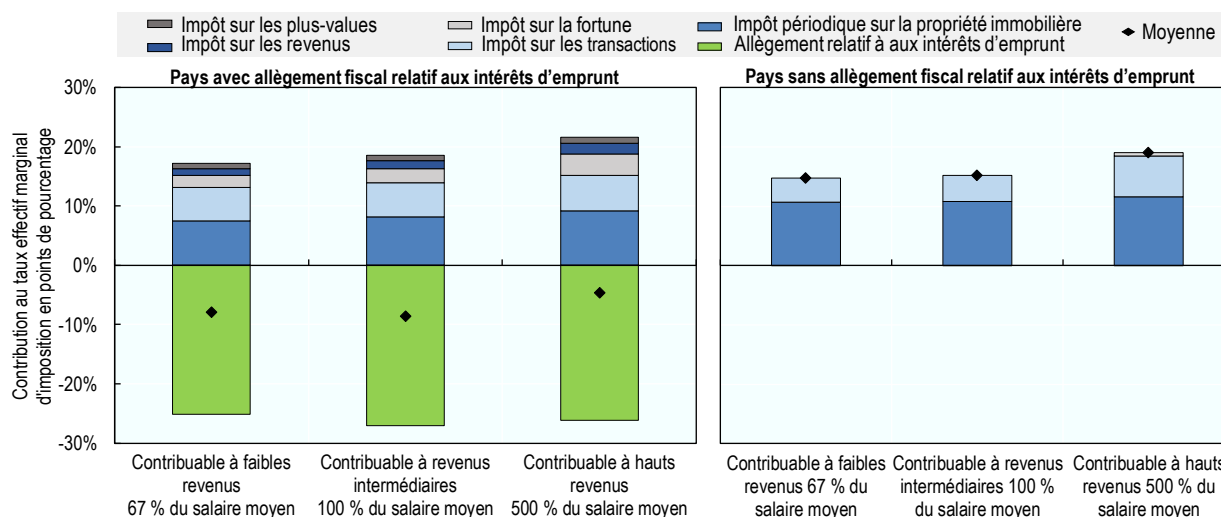 Impôt sur les plus-values
Impôt sur la fortune
Impôt périodique sur la propriété immobilière
Impôt sur les revenus
Impôt sur les transactions
Allègement relatif à aux intérêts d'emprunt
Moyenne
Pays avec allègement fiscal relatif aux intérêts d'emprunt
Pays sans allègement fiscal relatif aux intérêts d'emprunt
Contribution au taux effectif marginal
d'imposition en points de pourcentage
30%
20%
10%
0%
-10%
-20%
-30%
Contribuable à faibles
revenus
67 % du salaire moyen
Contribuable à revenus
intermédiaires
100 % du salaire moyen
Contribuable à hauts
revenus
500 % du salaire moyen
Contribuable à faibles
revenus 67 % du
salaire moyen
Contribuable à revenus
intermédiaires 100 %
du salaire moyen
Contribuable à hauts
revenus 500 % du
salaire moyen